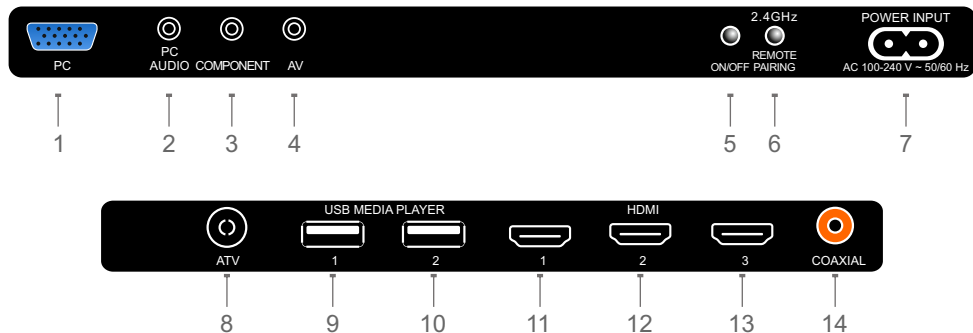 2.4GHz
POWER INPUT
PC
PC
AUDIO
COMPONENT
AV
ON/OFF
REMOTE
PAIRING
AC 100-240 V ~ 50/60 Hz
1 2 3 4 5 6 7
USB MEDIA PLAYER
HDMI
ATV
1
2
1
2
3
COAXIAL
8 9 10 11 12 13 14